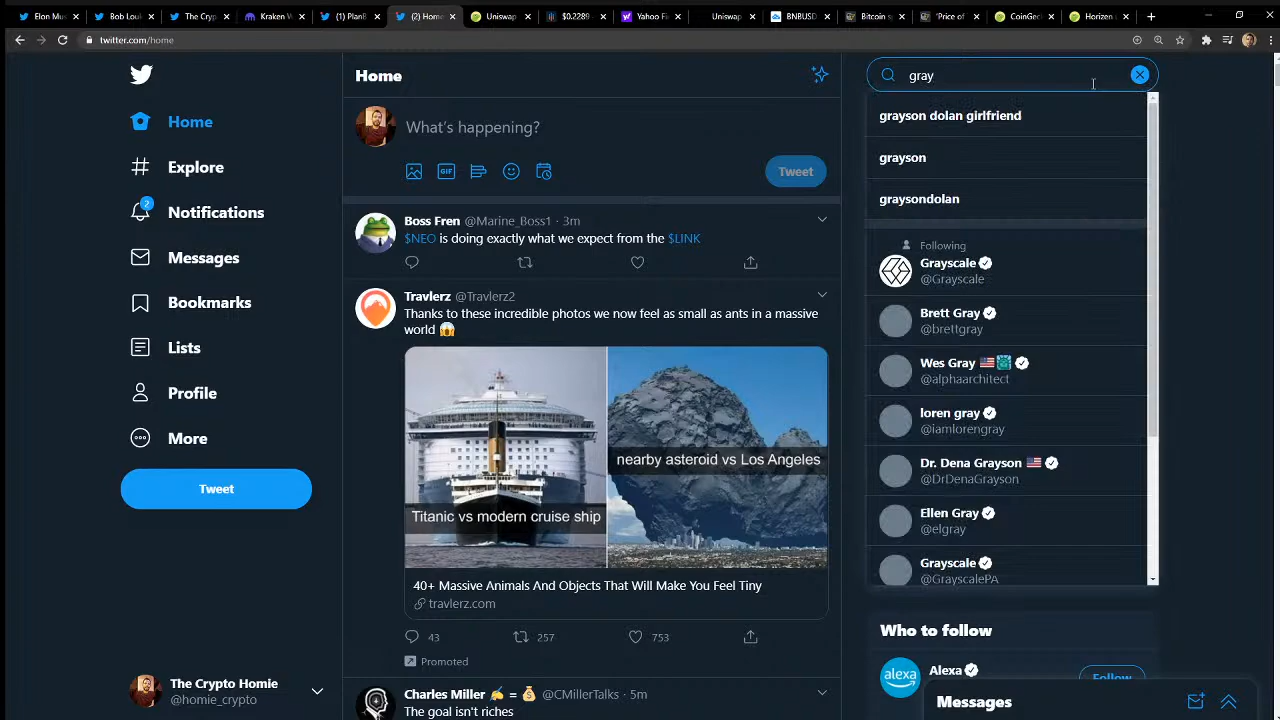 Elon Mus
Bob Lou
The Cryp
Kraken W
(1) PlanB
(2) Home
Uniswap
$0.2289
Yahoo Fi
Uniswap
BNBUSD
Bitcoin s
"Price of
CoinGec
Horizen
twitter.com/home
Home
Explore
2
Notifications
Messages
Bookmarks
Lists
Profile
More
Tweet
The Crypto Homie
@homie_crypto
Home
What's happening?
GIF
Tweet
Boss Fren @Marine_Boss1 · 3m
$NEO is doing exactly what we expect from the $LINK
Travlerz @Travlerz2
Thanks to these incredible photos we now feel as small as ants in a massive
world 😱
Titanic vs modern cruise ship
nearby asteroid vs Los Angeles
40+ Massive Animals And Objects That Will Make You Feel Tiny
travlerz.com
43 257 753
Promoted
Charles Miller ✍ = 💰 @CMillerTalks · 5m
The goal isn't riches
gray
grayson dolan girlfriend
grayson
graysondolan
Following
Grayscale
@Grayscale
Brett Gray
@brettgray
Wes Gray 🇺🇸
@alphaarchitect
loren gray
@iamlorengray
Dr. Dena Grayson 🇺🇸
@DrDenaGrayson
Ellen Gray
@elgray
Grayscale
@GrayscalePA
Who to follow
alexa
Alexa
Follow
Messages